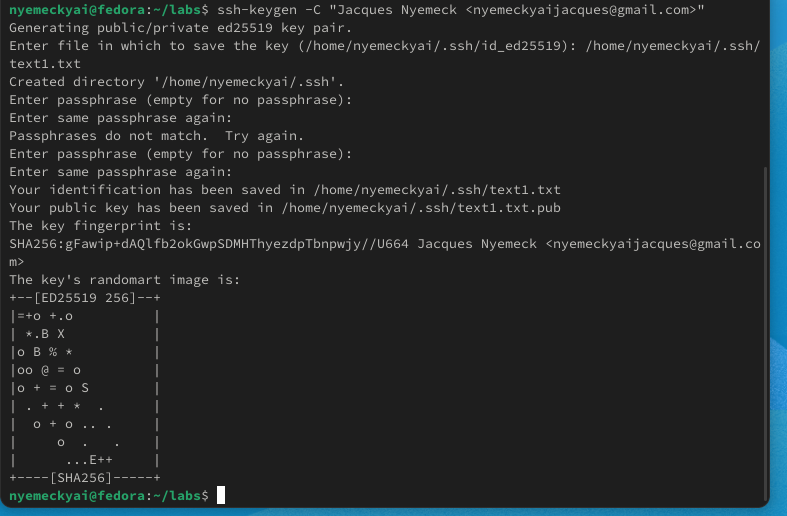 nyemeckyai@fedora:~/labs$ ssh-keygen -C "Jacques Nyemeck <nyemeckyaijacques@gmail.com>"
Generating public/private ed25519 key pair.
Enter file in which to save the key (/home/nyemeckyai/.ssh/id_ed25519): /home/nyemeckyai/.ssh/
text1.txt
Created directory '/home/nyemeckyai/.ssh'.
Enter passphrase (empty for no passphrase):
Enter same passphrase again:
Passphrases do not match.  Try again.
Enter passphrase (empty for no passphrase):
Enter same passphrase again:
Your identification has been saved in /home/nyemeckyai/.ssh/text1.txt
Your public key has been saved in /home/nyemeckyai/.ssh/text1.txt.pub
The key fingerprint is:
SHA256:gFawip+dAQlfb2okGwpSDMHThyezdpTbnpwjy//U664 Jacques Nyemeck <nyemeckyaijacques@gmail.co
m>
The key's randomart image is:
+--[ED25519 256]--+
|=+o +.o          |
| *.B X           |
|o B % *          |
|oo @ = o         |
|o + = o S        |
| . + + *  .      |
|  o + o .. .     |
|     o  .   .    |
|      ...E++     |
+----[SHA256]-----+
nyemeckyai@fedora:~/labs$